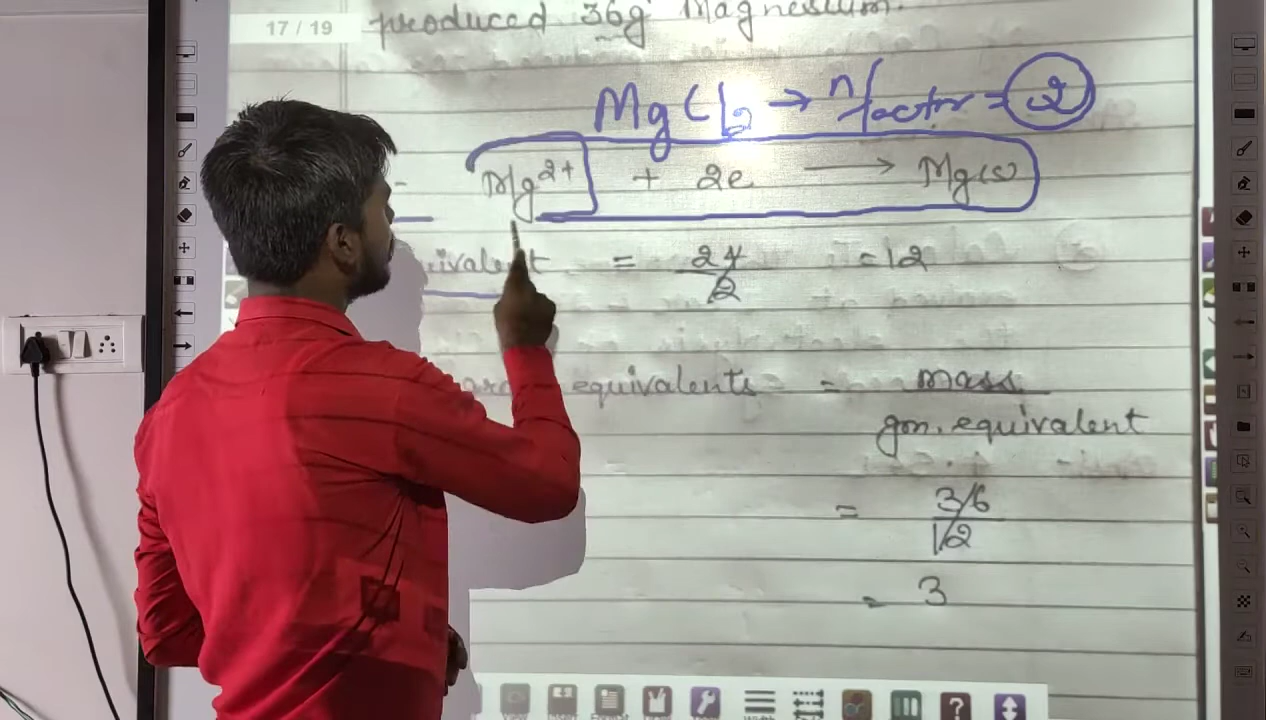 17 / 19
produced 36g Magnesium.
MgCl2 → n/factor = 2
Mg2+ + 2e ⟶ Mg(s)
uivalent = 24/2 = 12
equivalents = mass
gm. equivalent
= 36/12
= 3